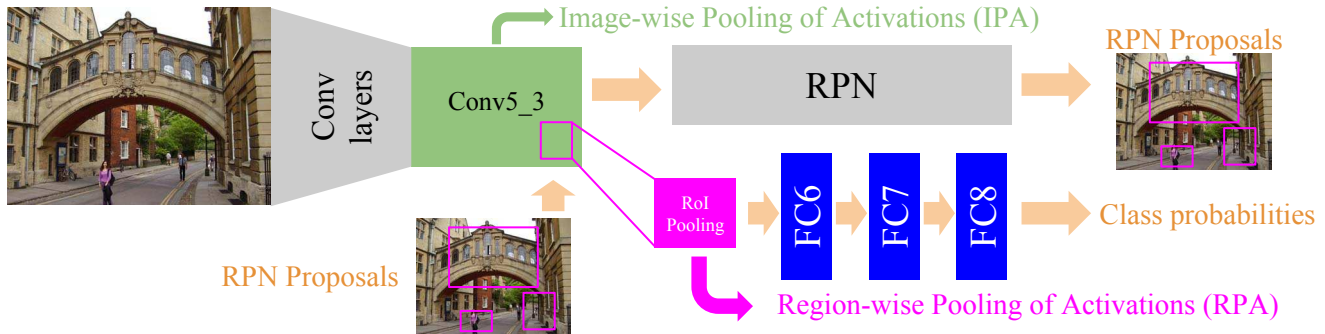 Image-wise Pooling of Activations (IPA)
Conv
layers
Conv5_3
RPN
RPN Proposals
RoI
Pooling
FC6
FC7
FC8
Class probabilities
RPN Proposals
Region-wise Pooling of Activations (RPA)